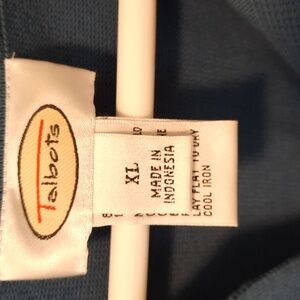 Talbots
XL
MADE IN
INDONESIA
LAY FLAT TO DRY
COOL IRON